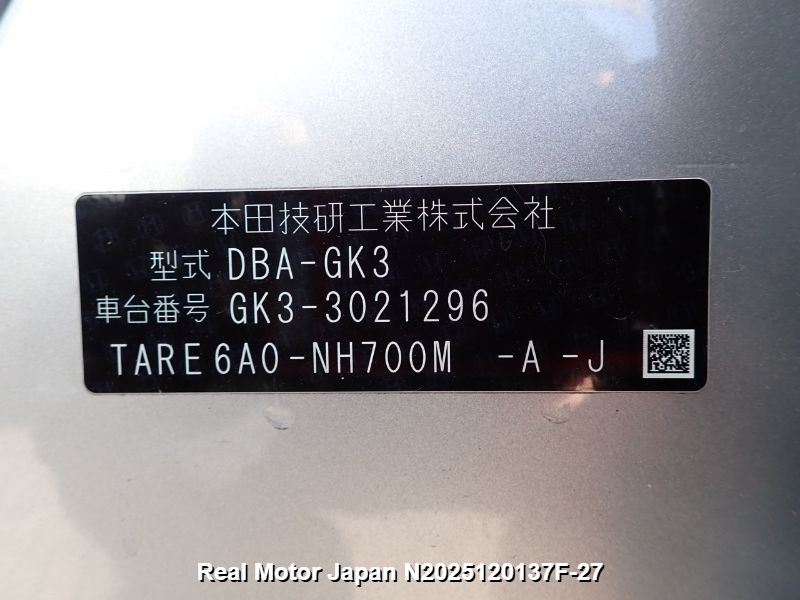 本田技研工業株式会社
型式 DBA-GK3
車台番号 GK3-3021296
TARE6A0-NH700M -A-J
Real Motor Japan N2025120137F-27